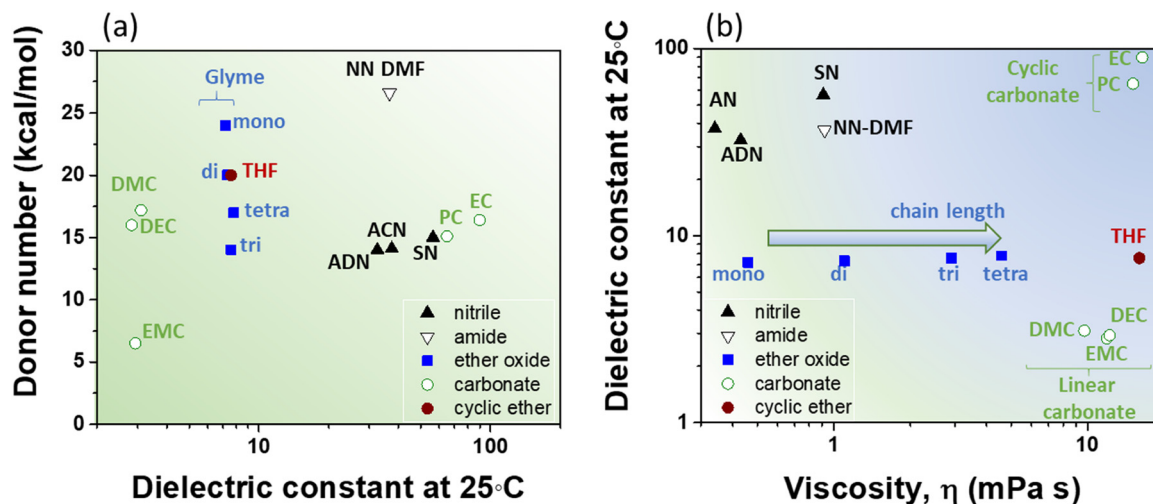 (a)
Donor number (kcal/mol)
30
25
20
15
10
5
0
NN DMF
Glyme
mono
di
THF
DMC
DEC
tetra
tri
ACN
ADN
SN
PC
EC
EMC
nitrile
amide
ether oxide
carbonate
cyclic ether
10
100
Dielectric constant at 25◦C
(b)
Dielectric constant at 25◦C
100
10
1
SN
AN
ADN
NN-DMF
EC
Cyclic
PC
carbonate
chain length
THF
mono
di
tri
tetra
DMC
DEC
EMC
Linear
carbonate
nitrile
amide
ether oxide
carbonate
cyclic ether
1
10
Viscosity, η (mPa s)